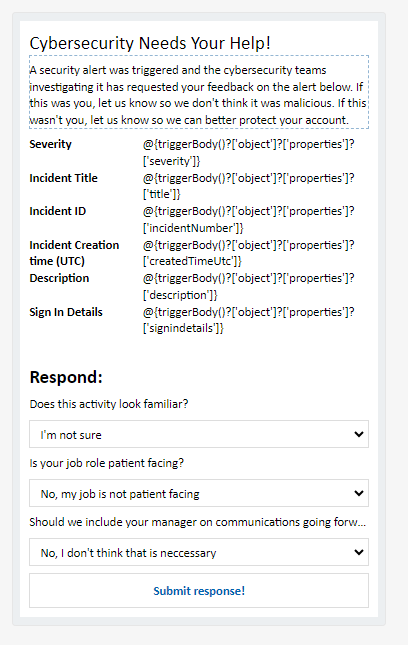 Cybersecurity Needs Your Help!
A security alert was triggered and the cybersecurity teams
investigating it has requested your feedback on the alert below. If
this was you, let us know so we don't think it was malicious. If this
wasn't you, let us know so we can better protect your account.
Severity @{triggerBody()?['object']?['properties']?
['severity']}
Incident Title @{triggerBody()?['object']?['properties']?
['title']}
Incident ID @{triggerBody()?['object']?['properties']?
['incidentNumber']}
Incident Creation @{triggerBody()?['object']?['properties']?
time (UTC) ['createdTimeUtc']}
Description @{triggerBody()?['object']?['properties']?
['description']}
Sign In Details @{triggerBody()?['object']?['properties']?
['signindetails']}
Respond:
Does this activity look familiar?
I'm not sure
Is your job role patient facing?
No, my job is not patient facing
Should we include your manager on communications going forw...
No, I don't think that is neccessary
Submit response!